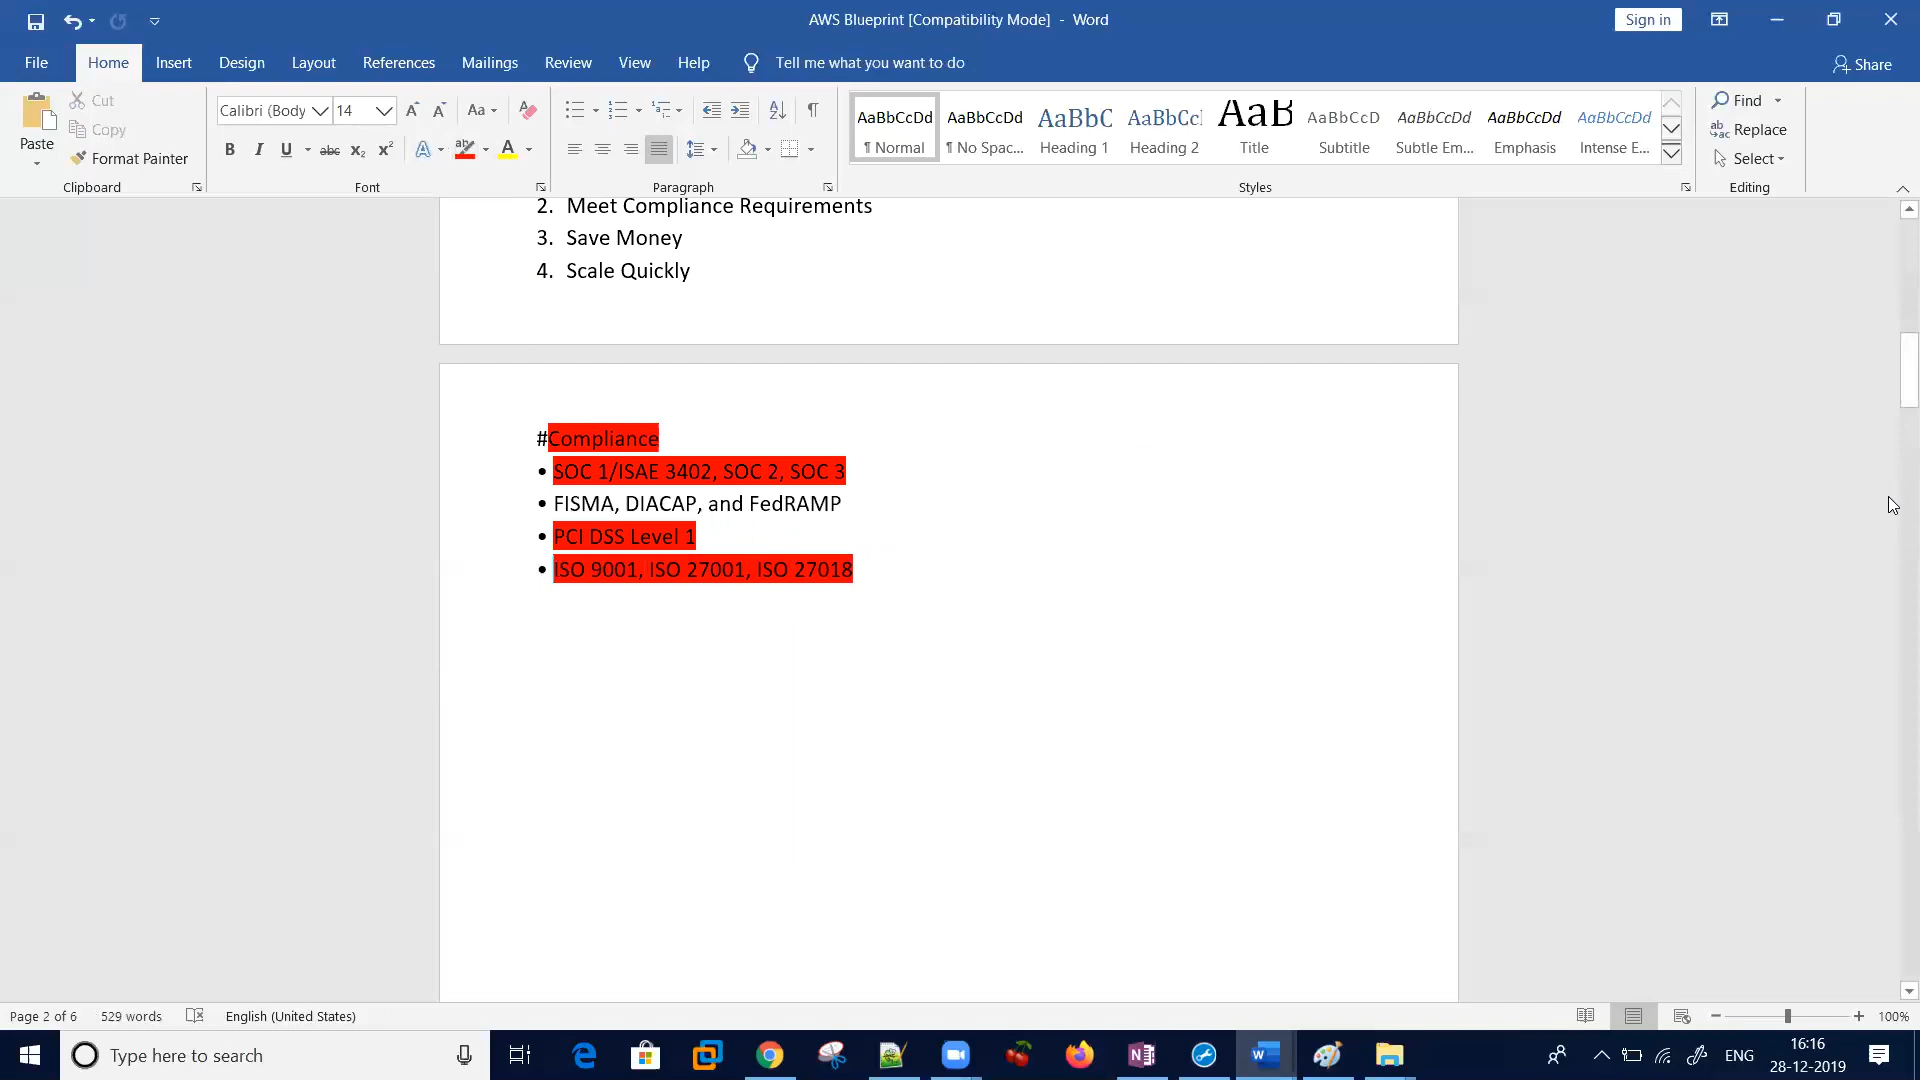 AWS Blueprint [Compatibility Mode] - Word
Sign in
File Home Insert Design Layout References Mailings Review View Help Tell me what you want to do
Share
Paste
Cut
Copy
Format Painter
Clipboard
Calibri (Body 14
Font
Paragraph
AaBbCcDd AaBbCcDd AaBbC AaBbCc AaB AaBbCcD AaBbCcDd AaBbCcDd AaBbCcDd
¶ Normal ¶ No Spac... Heading 1 Heading 2 Title Subtitle Subtle Em... Emphasis Intense E...
Styles
Find
Replace
Select
Editing
2. Meet Compliance Requirements
3. Save Money
4. Scale Quickly
#Compliance
• SOC 1/ISAE 3402, SOC 2, SOC 3
• FISMA, DIACAP, and FedRAMP
• PCI DSS Level 1
• ISO 9001, ISO 27001, ISO 27018
Page 2 of 6 529 words English (United States) 100%
Type here to search
ENG
16:16
28-12-2019